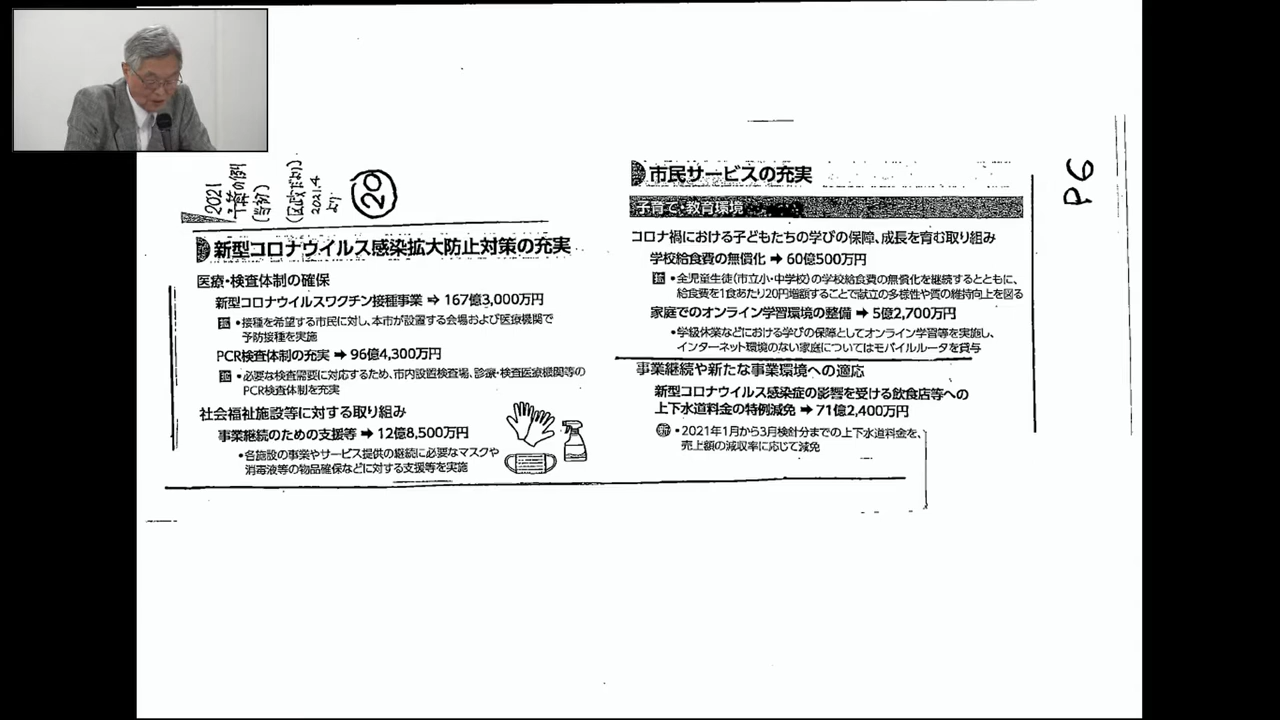 2021
予算の例
(当初)
(区政だより
2021.4
より)
⑳
新型コロナウイルス感染拡大防止対策の充実
医療・検査体制の確保
新型コロナウイルスワクチン接種事業 ➡ 167億3,000万円
拡 •接種を希望する市民に対し、本市が設置する会場および医療機関で
予防接種を実施
PCR検査体制の充実 ➡ 96億4,300万円
拡 •必要な検査需要に対応するため、市内設置検査場、診療・検査医療機関等の
PCR検査体制を充実
社会福祉施設等に対する取り組み
事業継続のための支援等 ➡ 12億8,500万円
•各施設の事業やサービス提供の継続に必要なマスクや
消毒液等の物品確保などに対する支援等を実施
市民サービスの充実
子育て・教育環境
コロナ禍における子どもたちの学びの保障、成長を育む取り組み
学校給食費の無償化 ➡ 60億500万円
拡 •全児童生徒(市立小・中学校)の学校給食費の無償化を継続するとともに、
給食費を1食あたり20円増額することで献立の多様性や質の維持向上を図る
家庭でのオンライン学習環境の整備 ➡ 5億2,700万円
•学級休業などにおける学びの保障としてオンライン学習等を実施し、
インターネット環境のない家庭についてはモバイルルータを貸与
事業継続や新たな事業環境への適応
新型コロナウイルス感染症の影響を受ける飲食店等への
上下水道料金の特例減免 ➡ 71億2,400万円
新 •2021年1月から3月検針分までの上下水道料金を、
売上額の減収率に応じて減免
P6